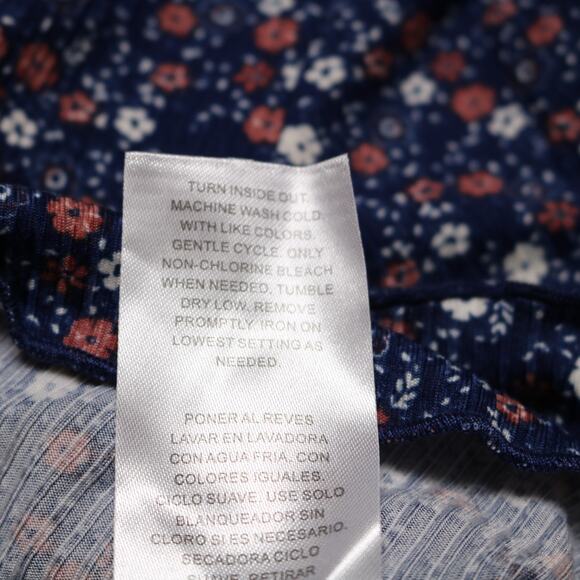 TURN INSIDE OUT.
MACHINE WASH COLD.
WITH LIKE COLORS.
GENTLE CYCLE. ONLY
NON-CHLORINE BLEACH
WHEN NEEDED, TUMBLE
DRY LOW. REMOVE
PROMPTLY. IRON ON
LOWEST SETTING AS
NEEDED.
PONER AL REVES
LAVAR EN LAVADORA
CON AGUA FRIA. CON
COLORES IGUALES.
CICLO SUAVE. USE SOLO
BLANQUEADOR SIN
CLORO SI ES NECESARIO.
SECADORA CICLO
SUAVE. RETIRAR